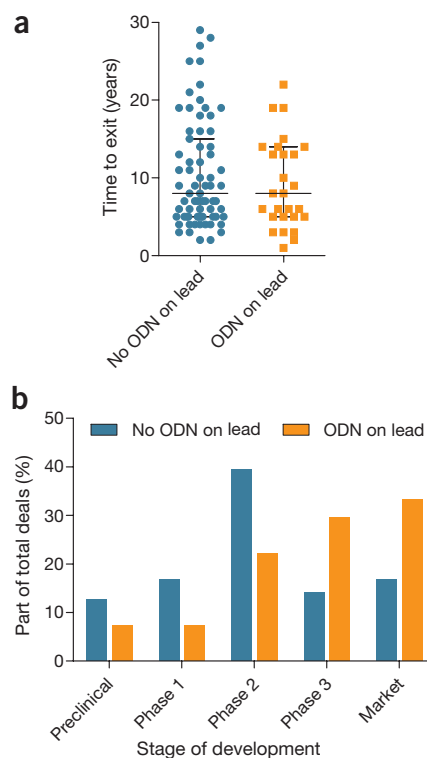 a
30
20
10
0
Time to exit (years)
No ODN on lead
ODN on lead
b
No ODN on lead
ODN on lead
50
40
30
20
10
0
Part of total deals (%)
Preclinical
Phase 1
Phase 2
Phase 3
Market
Stage of development